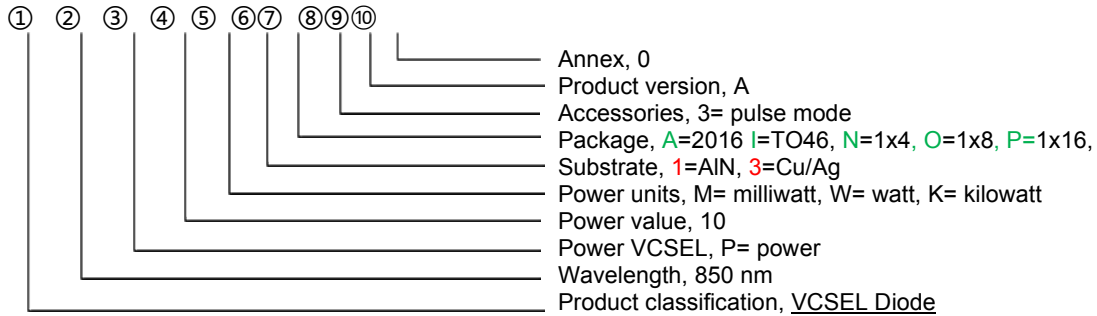 ① ② ③ ④ ⑤ ⑥⑦ ⑧⑨⑩
Annex, 0
Product version, A
Accessories, 3= pulse mode
Package, A=2016 I=TO46, N=1x4, O=1x8, P=1x16,
Substrate, 1=AlN, 3=Cu/Ag
Power units, M= milliwatt, W= watt, K= kilowatt
Power value, 10
Power VCSEL, P= power
Wavelength, 850 nm
Product classification, VCSEL Diode